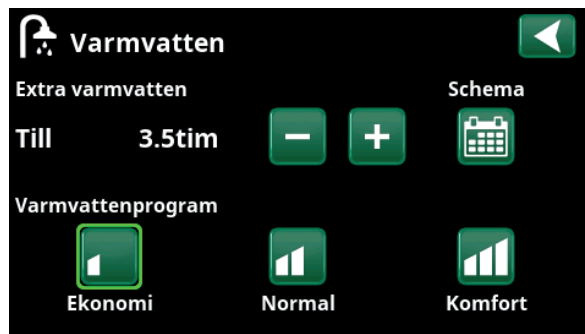 Varmvatten
Extra varmvatten Schema
Till 3.5tim
Varmvattenprogram
Ekonomi Normal Komfort